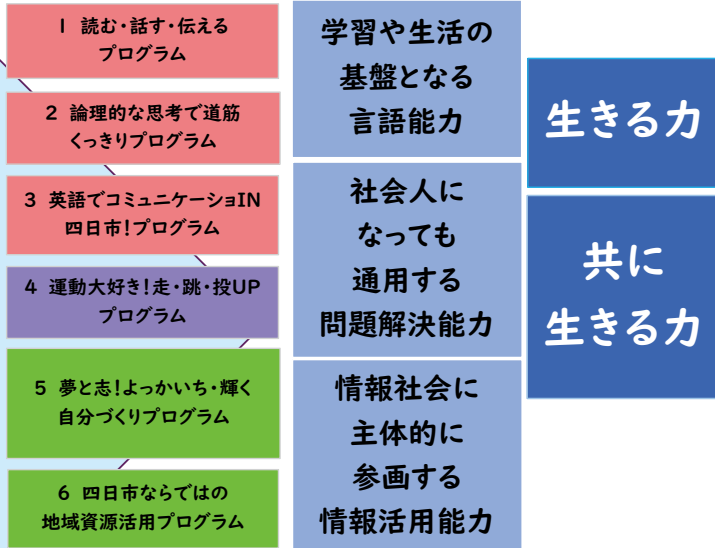 1 読む・話す・伝える
プログラム
2 論理的な思考で道筋
くっきりプログラム
3 英語でコミュニケーショIN
四日市!プログラム
4 運動大好き!走・跳・投UP
プログラム
5 夢と志!よっかいち・輝く
自分づくりプログラム
6 四日市ならではの
地域資源活用プログラム
学習や生活の
基盤となる
言語能力
社会人に
なっても
通用する
問題解決能力
情報社会に
主体的に
参画する
情報活用能力
生きる力
共に
生きる力